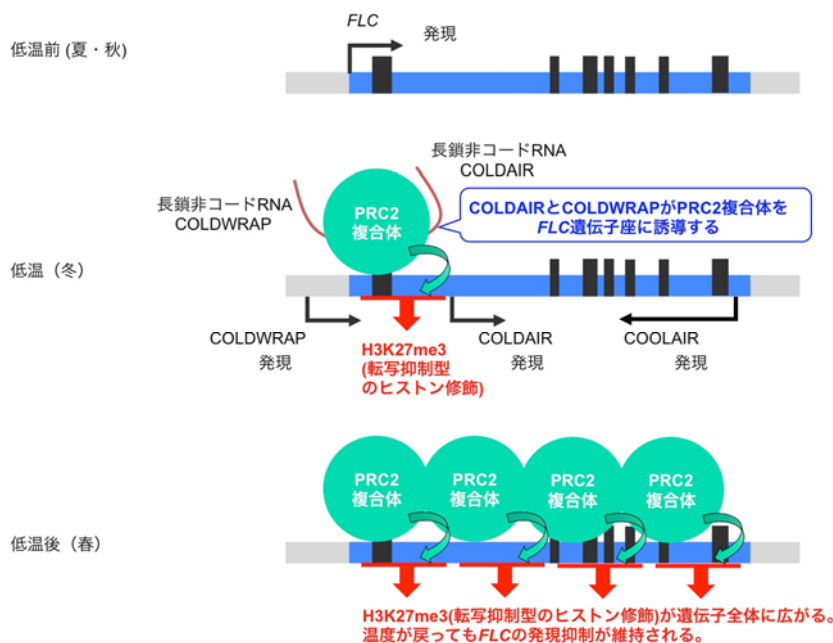 FLC
発現
低温前 (夏・秋)
長鎖非コードRNA
COLDAIR
長鎖非コードRNA
COLDWRAP
PRC2
複合体
COLDAIRとCOLDWRAPがPRC2複合体を
FLC遺伝子座に誘導する
低温（冬）
COLDWRAP
発現
H3K27me3
(転写抑制型
のヒストン修飾)
COLDAIR
発現
COOLAIR
発現
PRC2
複合体
PRC2
複合体
PRC2
複合体
PRC2
複合体
低温後（春）
H3K27me3(転写抑制型のヒストン修飾)が遺伝子全体に広がる。
温度が戻ってもFLCの発現抑制が維持される。